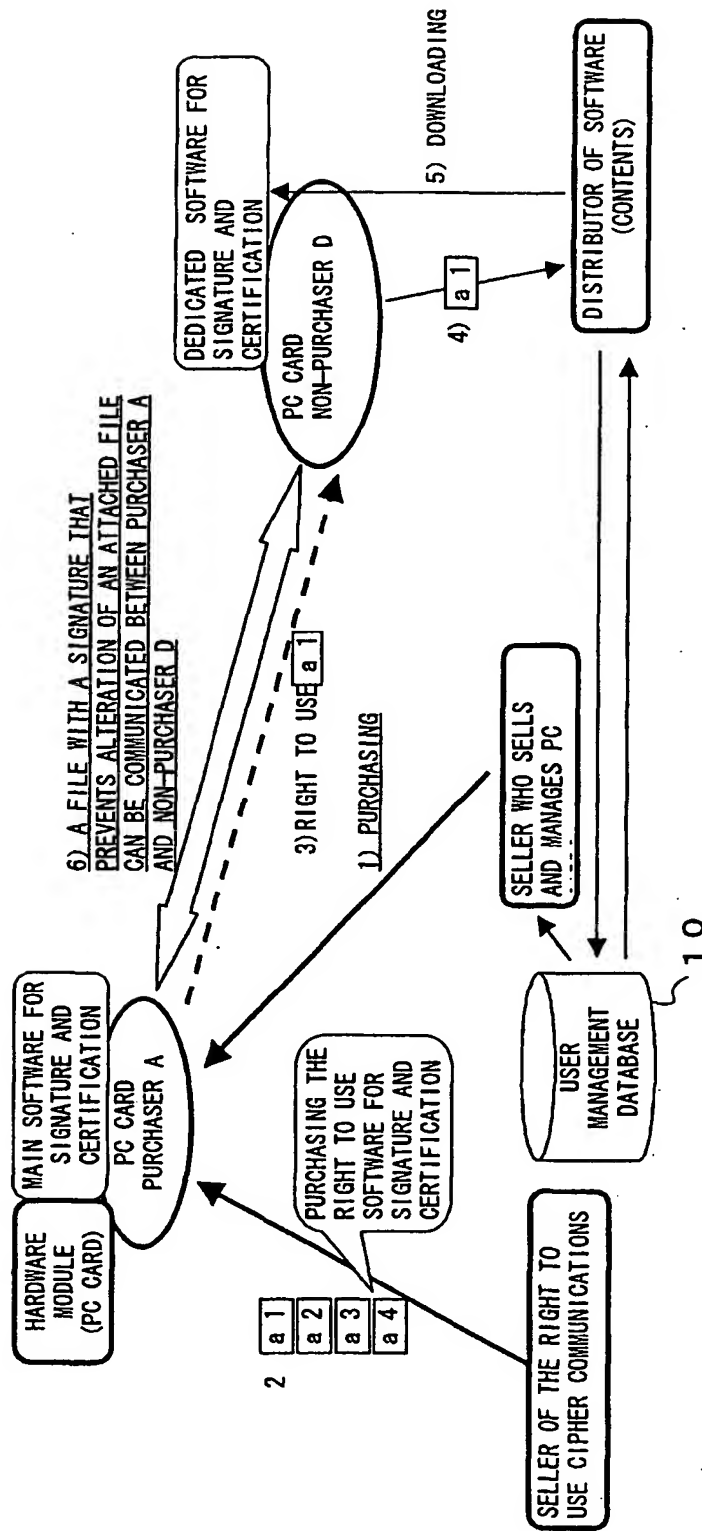 HARDWARE
MODULE
(PC CARD)
MAIN SOFTWARE FOR
SIGNATURE AND
CERTIFICATION
PC CARD
PURCHASER A
6) A FILE WITH A SIGNATURE THAT
PREVENTS ALTERATION OF AN ATTACHED FILE
CAN BE COMMUNICATED BETWEEN PURCHASER A
AND NON-PURCHASER D
DEDICATED SOFTWARE FOR
SIGNATURE AND
CERTIFICATION
PC CARD
NON-PURCHASER D
3) RIGHT TO USE a 1
1) PURCHASING
4) a 1
5) DOWNLOADING
2
a 1
a 2
a 3
a 4
PURCHASING THE
RIGHT TO USE
SOFTWARE FOR
SIGNATURE AND
CERTIFICATION
SELLER OF THE RIGHT TO
USE CIPHER COMMUNICATIONS
USER
MANAGEMENT
DATABASE
10
SELLER WHO SELLS
AND MANAGES PC
DISTRIBUTOR OF SOFTWARE
(CONTENTS)